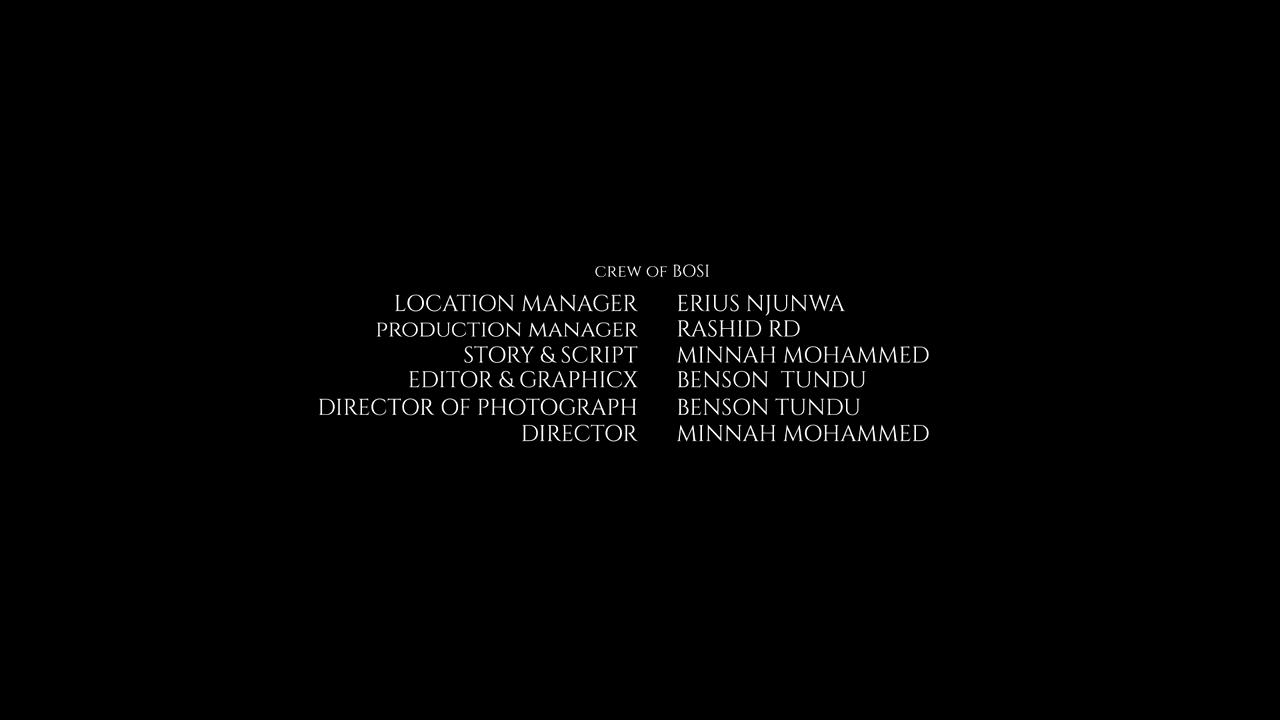 CREW OF BOSI
LOCATION MANAGER ERIUS NJUNWA
PRODUCTION MANAGER RASHID RD
STORY & SCRIPT MINNAH MOHAMMED
EDITOR & GRAPHICX BENSON TUNDU
DIRECTOR OF PHOTOGRAPH BENSON TUNDU
DIRECTOR MINNAH MOHAMMED